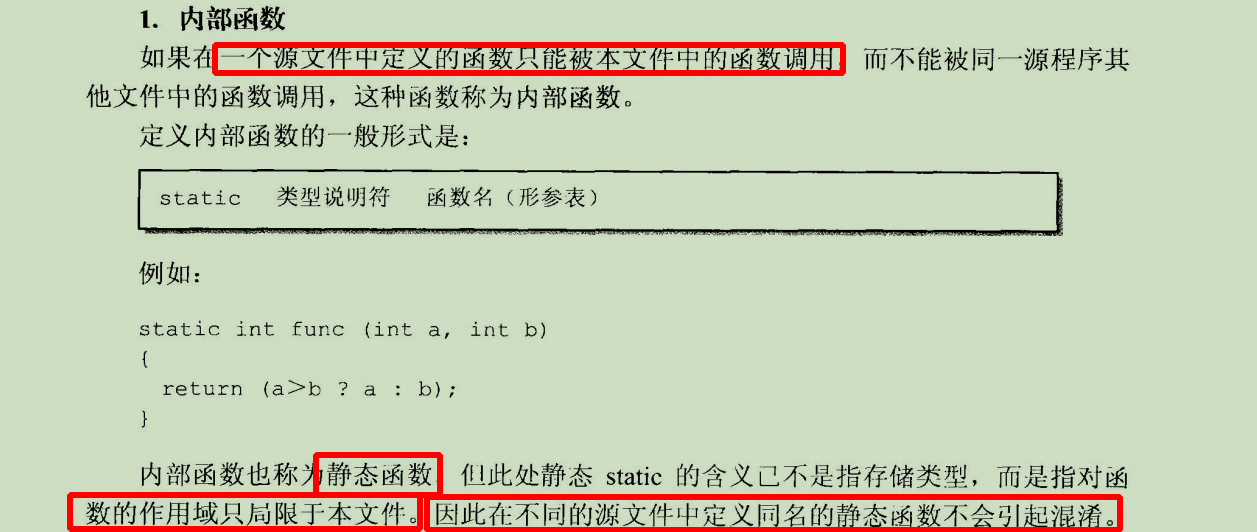 1. 内部函数
如果在一个源文件中定义的函数只能被本文件中的函数调用，而不能被同一源程序其
他文件中的函数调用，这种函数称为内部函数。
定义内部函数的一般形式是：
static 类型说明符 函数名（形参表）
例如：
static int func (int a, int b)
{
return (a>b ? a : b);
}
内部函数也称为静态函数，但此处静态 static 的含义已不是指存储类型，而是指对函
数的作用域只局限于本文件。因此在不同的源文件中定义同名的静态函数不会引起混淆。